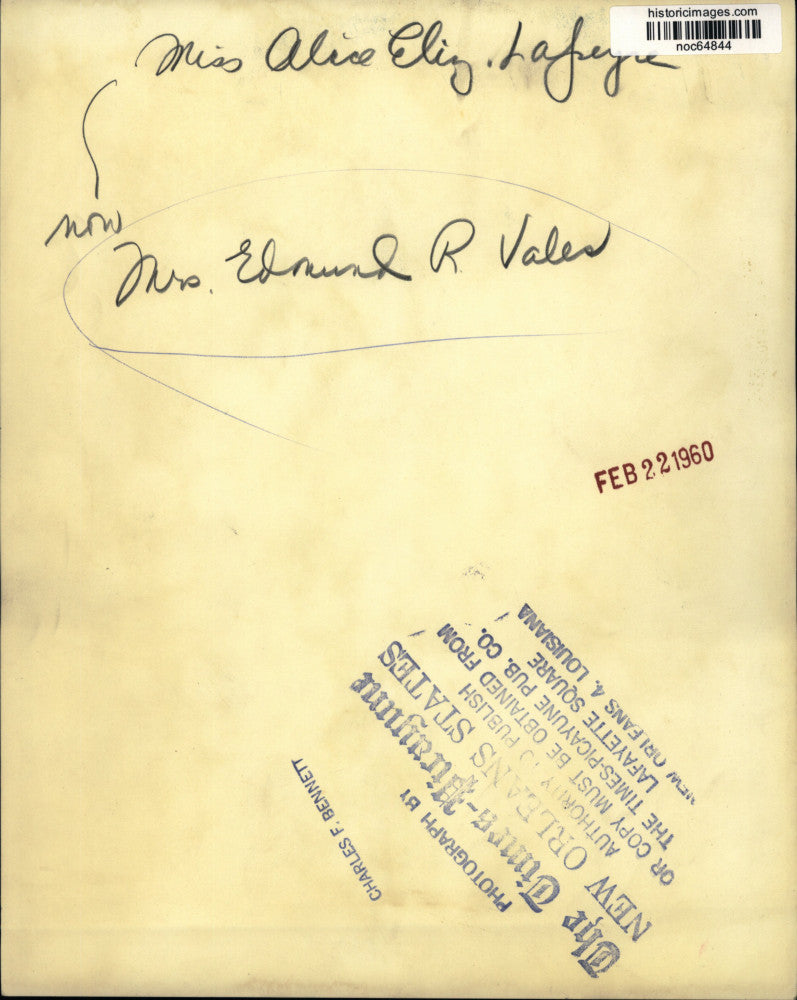 historicimages.com
noc64844
Miss Alice Eliz. Lafreyre
now
Mrs. Edmund R. Vales
FEB 22 1960
CHARLES F. BENNETT
PHOTOGRAPH BY
The Times-Picayune
NEW ORLEANS STATES
AUTHORITY TO PUBLISH
OR COPY MUST BE OBTAINED FROM
THE TIMES-PICAYUNE PUB. CO.
LAFAYETTE SQUARE
NEW ORLEANS 4, LOUISIANA